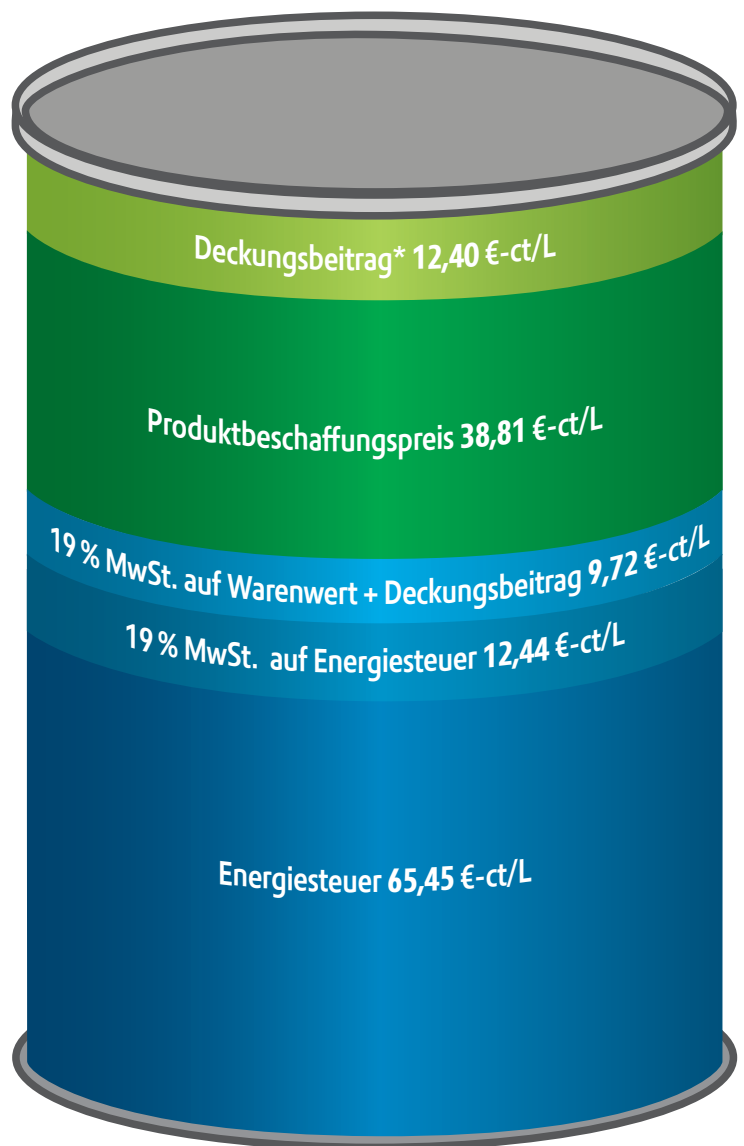 Deckungsbeitrag* 12,40 €-ct/L
Produktbeschaffungspreis 38,81 €-ct/L
19 % MwSt. auf Warenwert + Deckungsbeitrag 9,72 €-ct/L
19 % MwSt. auf Energiesteuer 12,44 €-ct/L
Energiesteuer 65,45 €-ct/L